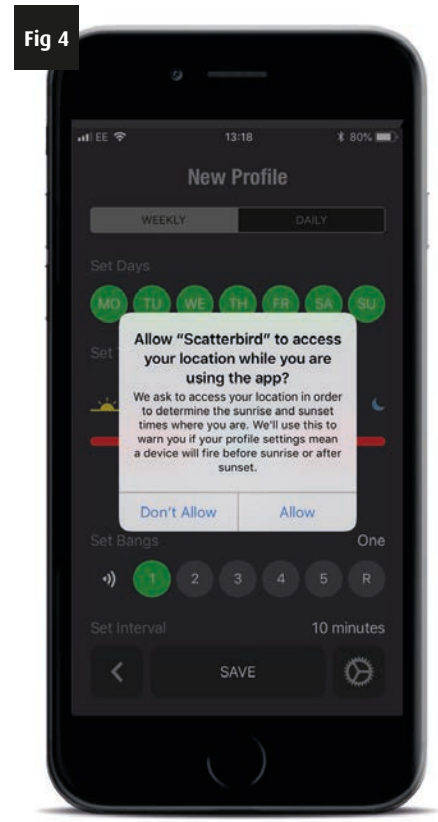 Fig 4
EE 13:18 80%
New Profile
WEEKLY DAILY
Set Days
MO TU WE TH FR SA SU
Allow “Scatterbird” to access
your location while you are
using the app?
Set T
We ask to access your location in order
to determine the sunrise and sunset
times where you are. We’ll use this to
warn you if your profile settings mean
a device will fire before sunrise or after
sunset.
Don’t Allow Allow
Set Bangs One
1 2 3 4 5 R
Set Interval 10 minutes
SAVE